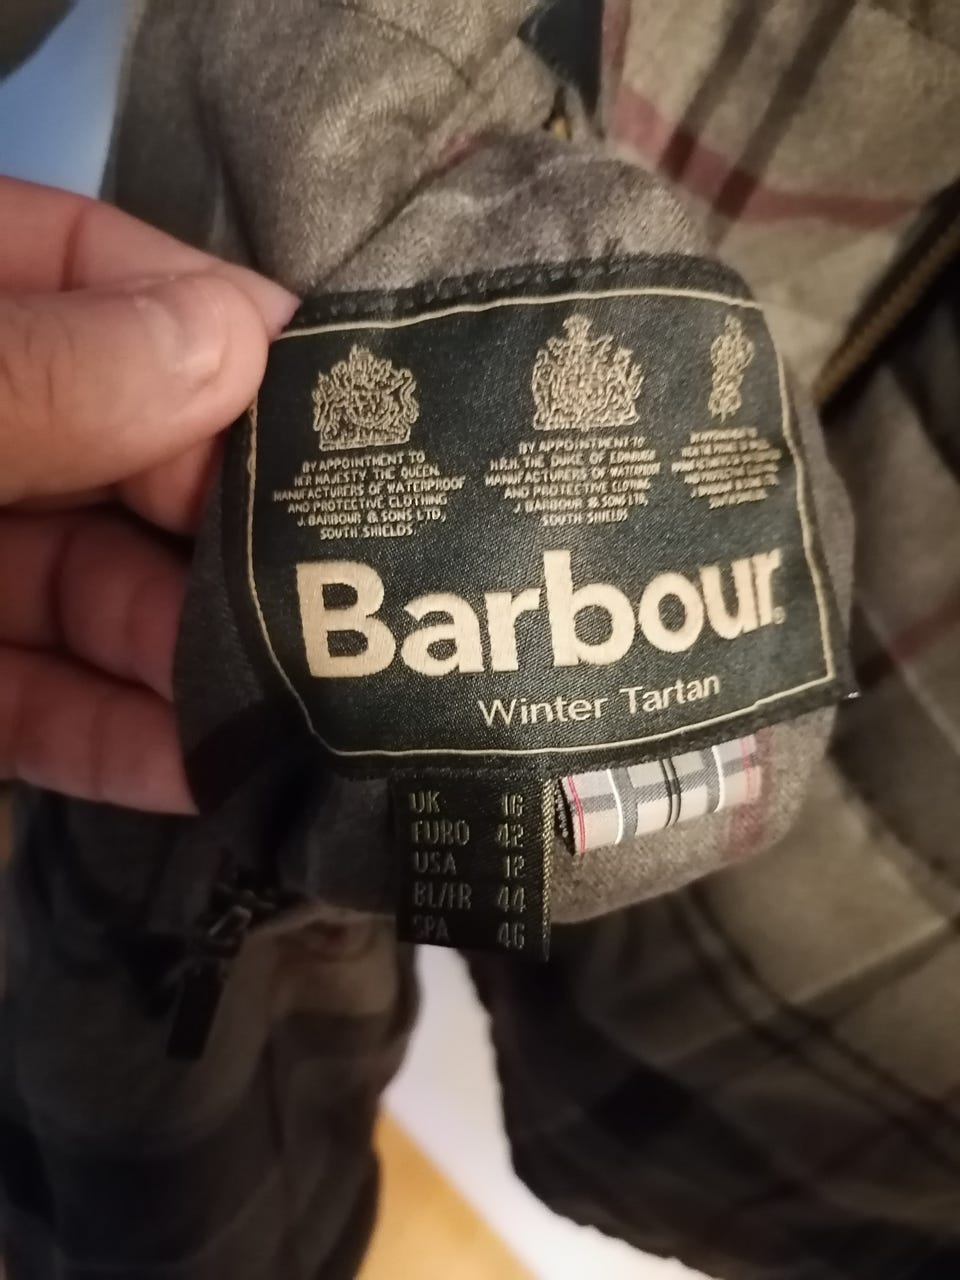 BY APPOINTMENT TO
HER MAJESTY THE QUEEN
MANUFACTURERS OF WATERPROOF
AND PROTECTIVE CLOTHING
J. BARBOUR & SONS LTD,
SOUTH SHIELDS
BY APPOINTMENT TO
H.R.H. THE DUKE OF EDINBURGH
MANUFACTURERS OF WATERPROOF
AND PROTECTIVE CLOTHING
J. BARBOUR & SONS LTD,
SOUTH SHIELDS
Barbour®
Winter Tartan
UK 16
EURO 42
USA 12
BL/FR 44
SPA 46